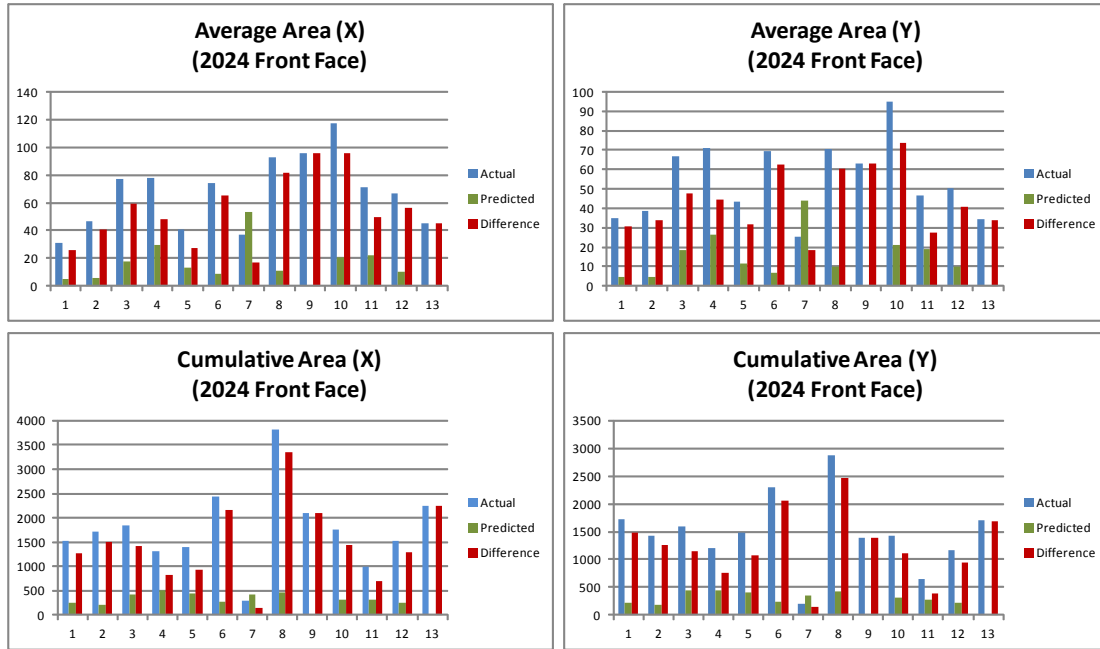 Average Area (X)
(2024 Front Face)
140
120
100
80
60
40
20
0
1 2 3 4 5 6 7 8 9 10 11 12 13
Actual
Predicted
Difference
Average Area (Y)
(2024 Front Face)
100
90
80
70
60
50
40
30
20
10
0
1 2 3 4 5 6 7 8 9 10 11 12 13
Actual
Predicted
Difference
Cumulative Area (X)
(2024 Front Face)
4000
3500
3000
2500
2000
1500
1000
500
0
1 2 3 4 5 6 7 8 9 10 11 12 13
Actual
Predicted
Difference
Cumulative Area (Y)
(2024 Front Face)
3500
3000
2500
2000
1500
1000
500
0
1 2 3 4 5 6 7 8 9 10 11 12 13
Actual
Predicted
Difference